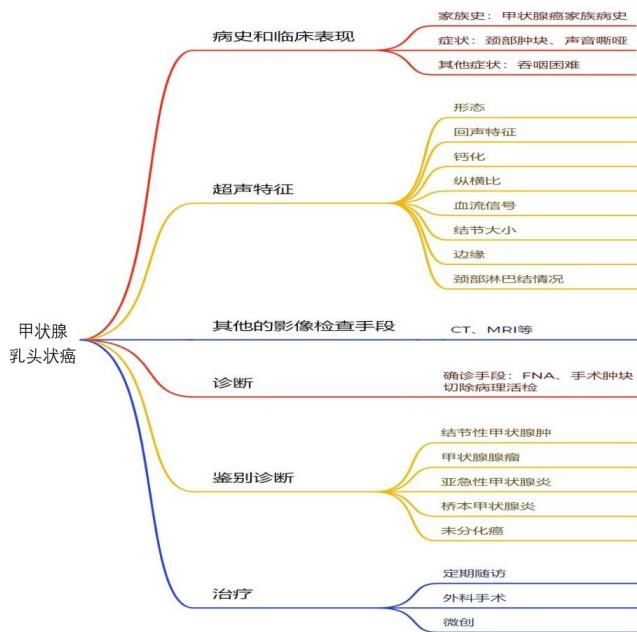 甲状腺
乳头状癌
病史和临床表现
家族史：甲状腺癌家族病史
症状：颈部肿块、声音嘶哑
其他症状：吞咽困难
超声特征
形态
回声特征
钙化
纵横比
血流信号
结节大小
边缘
颈部淋巴结情况
其他的影像检查手段
CT、MRI等
诊断
确诊手段：FNA、手术肿块
切除病理活检
鉴别诊断
结节性甲状腺肿
甲状腺腺瘤
亚急性甲状腺炎
桥本甲状腺炎
未分化癌
治疗
定期随访
外科手术
微创